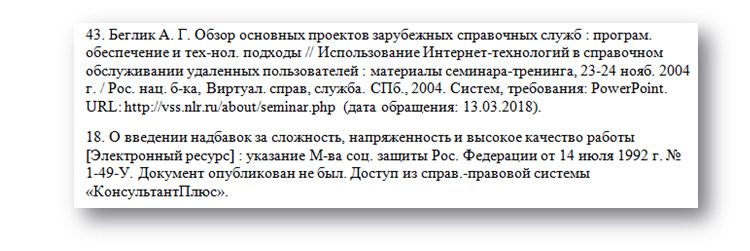 43. Беглик А. Г. Обзор основных проектов зарубежных справочных служб : програм.
обеспечение и тех-нол. подходы // Использование Интернет-технологий в справочном
обслуживании удаленных пользователей : материалы семинара-тренинга, 23-24 нояб. 2004
г. / Рос. нац. б-ка, Виртуал. справ, служба. СПб., 2004. Систем, требования: PowerPoint.
URL: http://vss.nlr.ru/about/seminar.php (дата обращения: 13.03.2018).
18. О введении надбавок за сложность, напряженность и высокое качество работы
[Электронный ресурс] : указание М-ва соц. защиты Рос. Федерации от 14 июля 1992 г. №
1-49-У. Документ опубликован не был. Доступ из справ.-правовой системы
«КонсультантПлюс».